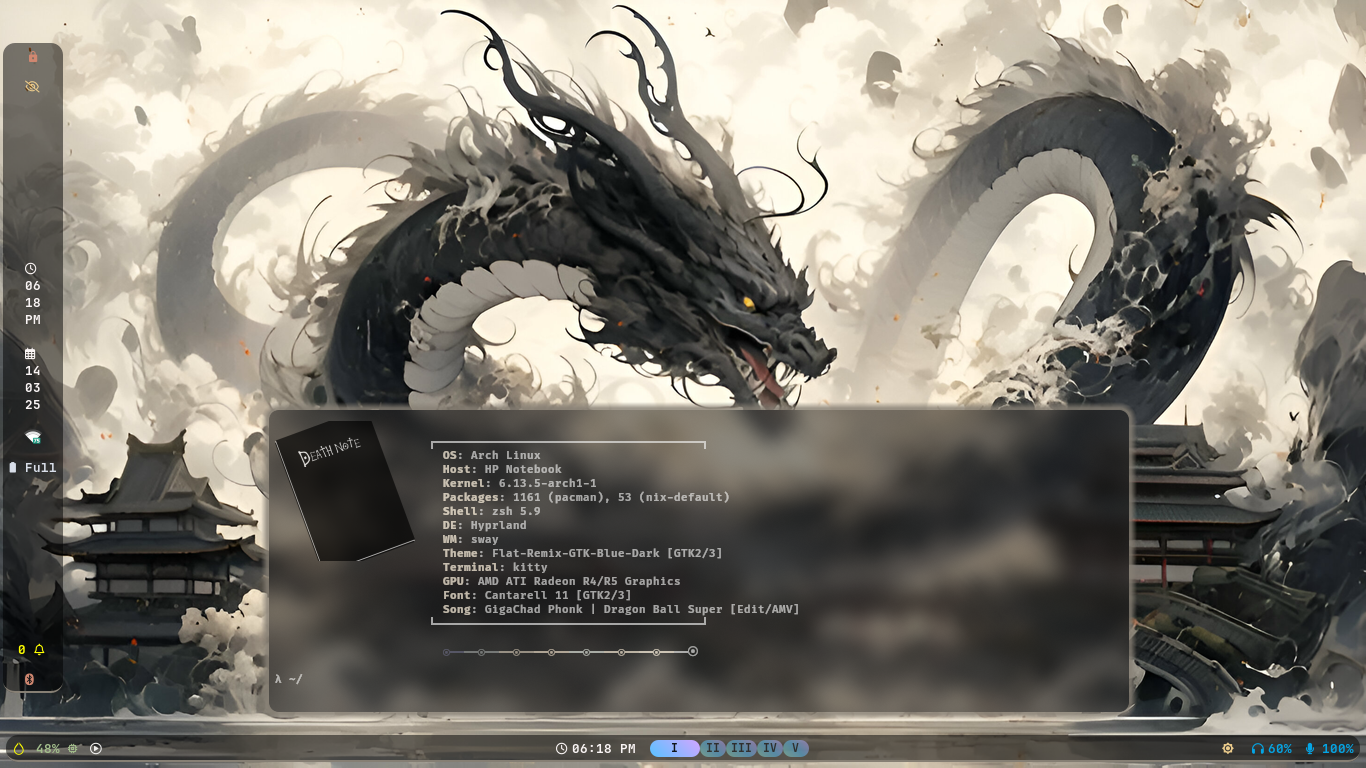 06
18
PM
14
03
25
Full
0
DEATH NOTE
OS: Arch Linux
Host: HP Notebook
Kernel: 6.13.5-arch1-1
Packages: 1161 (pacman), 53 (nix-default)
Shell: zsh 5.9
DE: Hyprland
WM: sway
Theme: Flat-Remix-GTK-Blue-Dark [GTK2/3]
Terminal: kitty
GPU: AMD ATI Radeon R4/R5 Graphics
Font: Cantarell 11 [GTK2/3]
Song: GigaChad Phonk | Dragon Ball Super [Edit/AMV]
λ ~/
48%
06:18 PM
I II III IV V
60% 100%